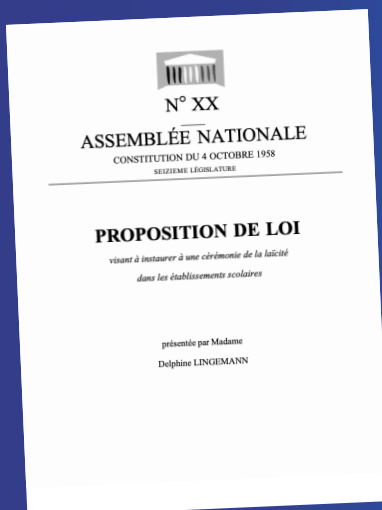 N° XX
ASSEMBLÉE NATIONALE
CONSTITUTION DU 4 OCTOBRE 1958
SEIZIEME LÉGISLATURE
PROPOSITION DE LOI
visant à instaurer à une cérémonie de la laïcité
dans les établissements scolaires
présentée par Madame
Delphine LINGEMANN